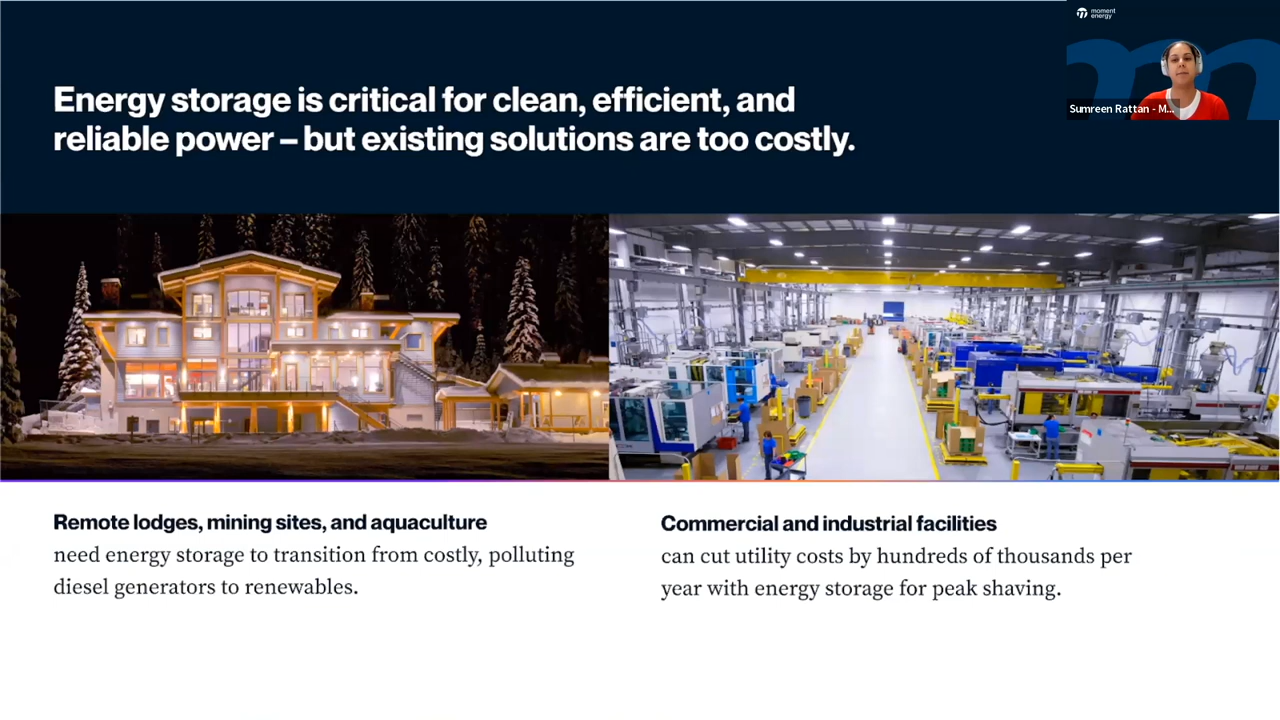 moment
energy
Sumreen Rattan - M...
Energy storage is critical for clean, efficient, and
reliable power – but existing solutions are too costly.
Remote lodges, mining sites, and aquaculture
need energy storage to transition from costly, polluting
diesel generators to renewables.
Commercial and industrial facilities
can cut utility costs by hundreds of thousands per
year with energy storage for peak shaving.